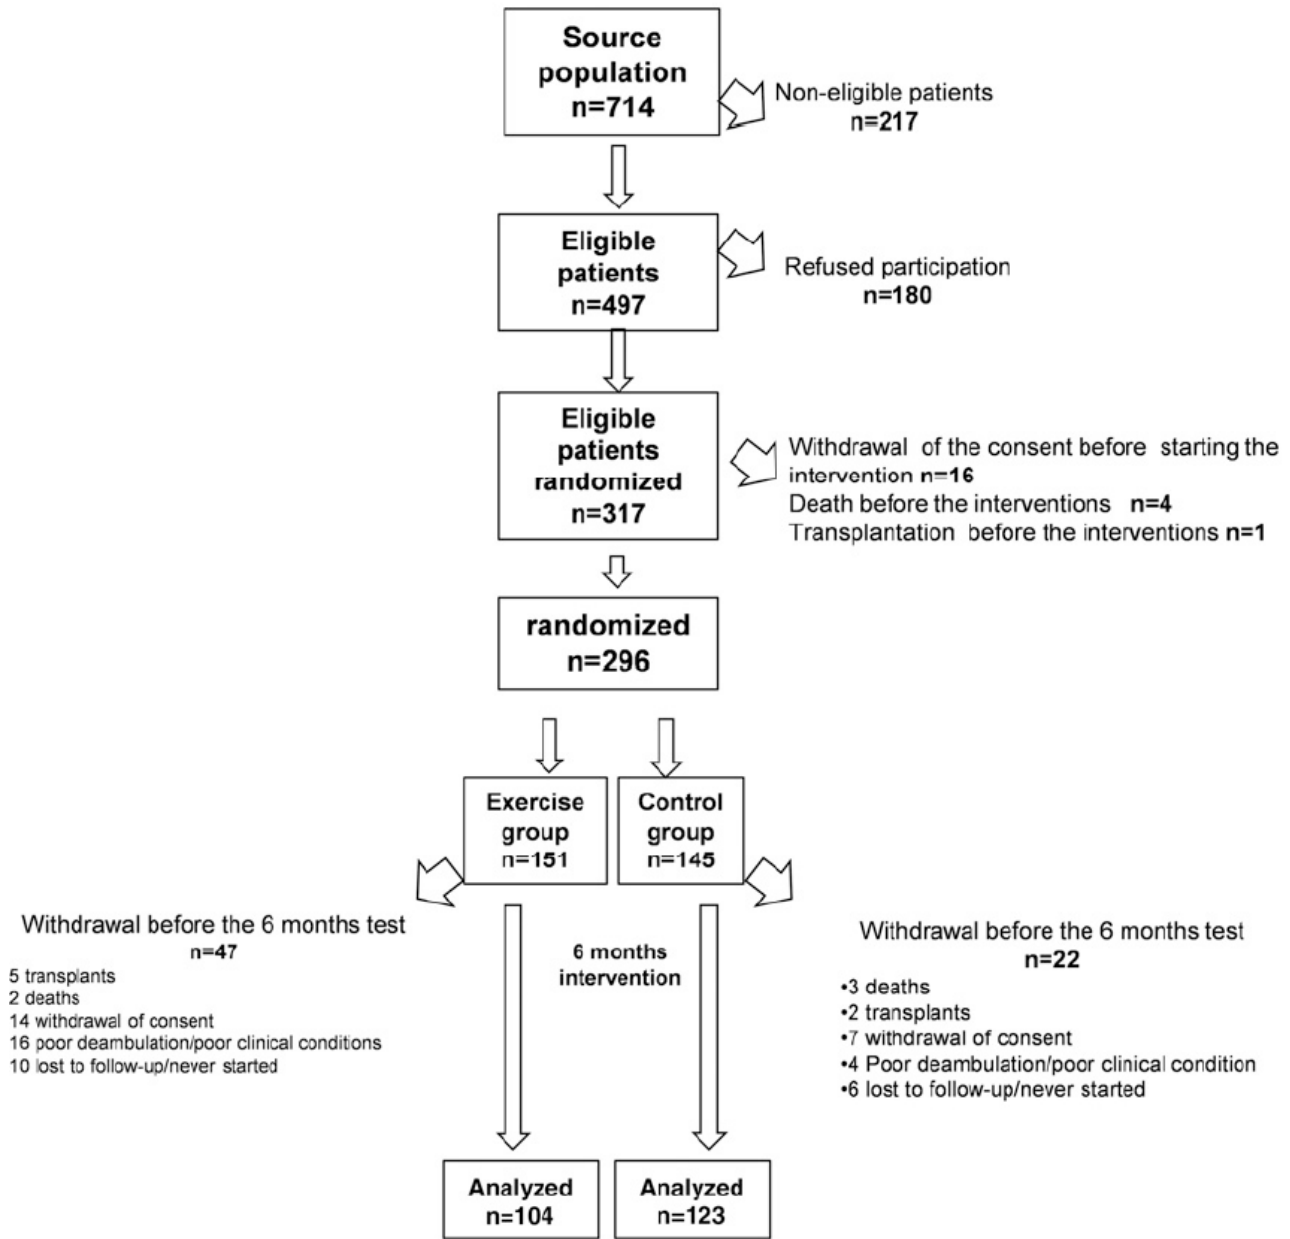 Source
population
n=714
Non-eligible patients
n=217
Eligible
patients
n=497
Refused participation
n=180
Eligible
patients
randomized
n=317
Withdrawal of the consent before starting the
intervention n=16
Death before the interventions n=4
Transplantation before the interventions n=1
randomized
n=296
Exercise
group
n=151
Control
group
n=145
Withdrawal before the 6 months test
n=47
5 transplants
2 deaths
14 withdrawal of consent
16 poor deambulation/poor clinical conditions
10 lost to follow-up/never started
6 months
intervention
Withdrawal before the 6 months test
n=22
•3 deaths
•2 transplants
•7 withdrawal of consent
•4 Poor deambulation/poor clinical condition
•6 lost to follow-up/never started
Analyzed
n=104
Analyzed
n=123